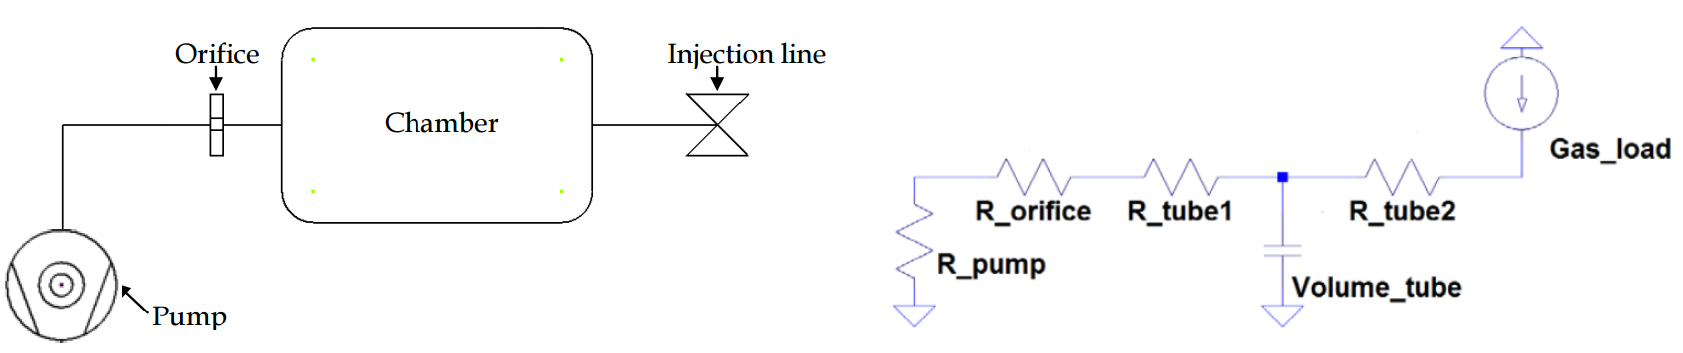 Orifice
Injection line
Chamber
Pump
Gas_load
R_orifice
R_tube1
R_tube2
R_pump
Volume_tube